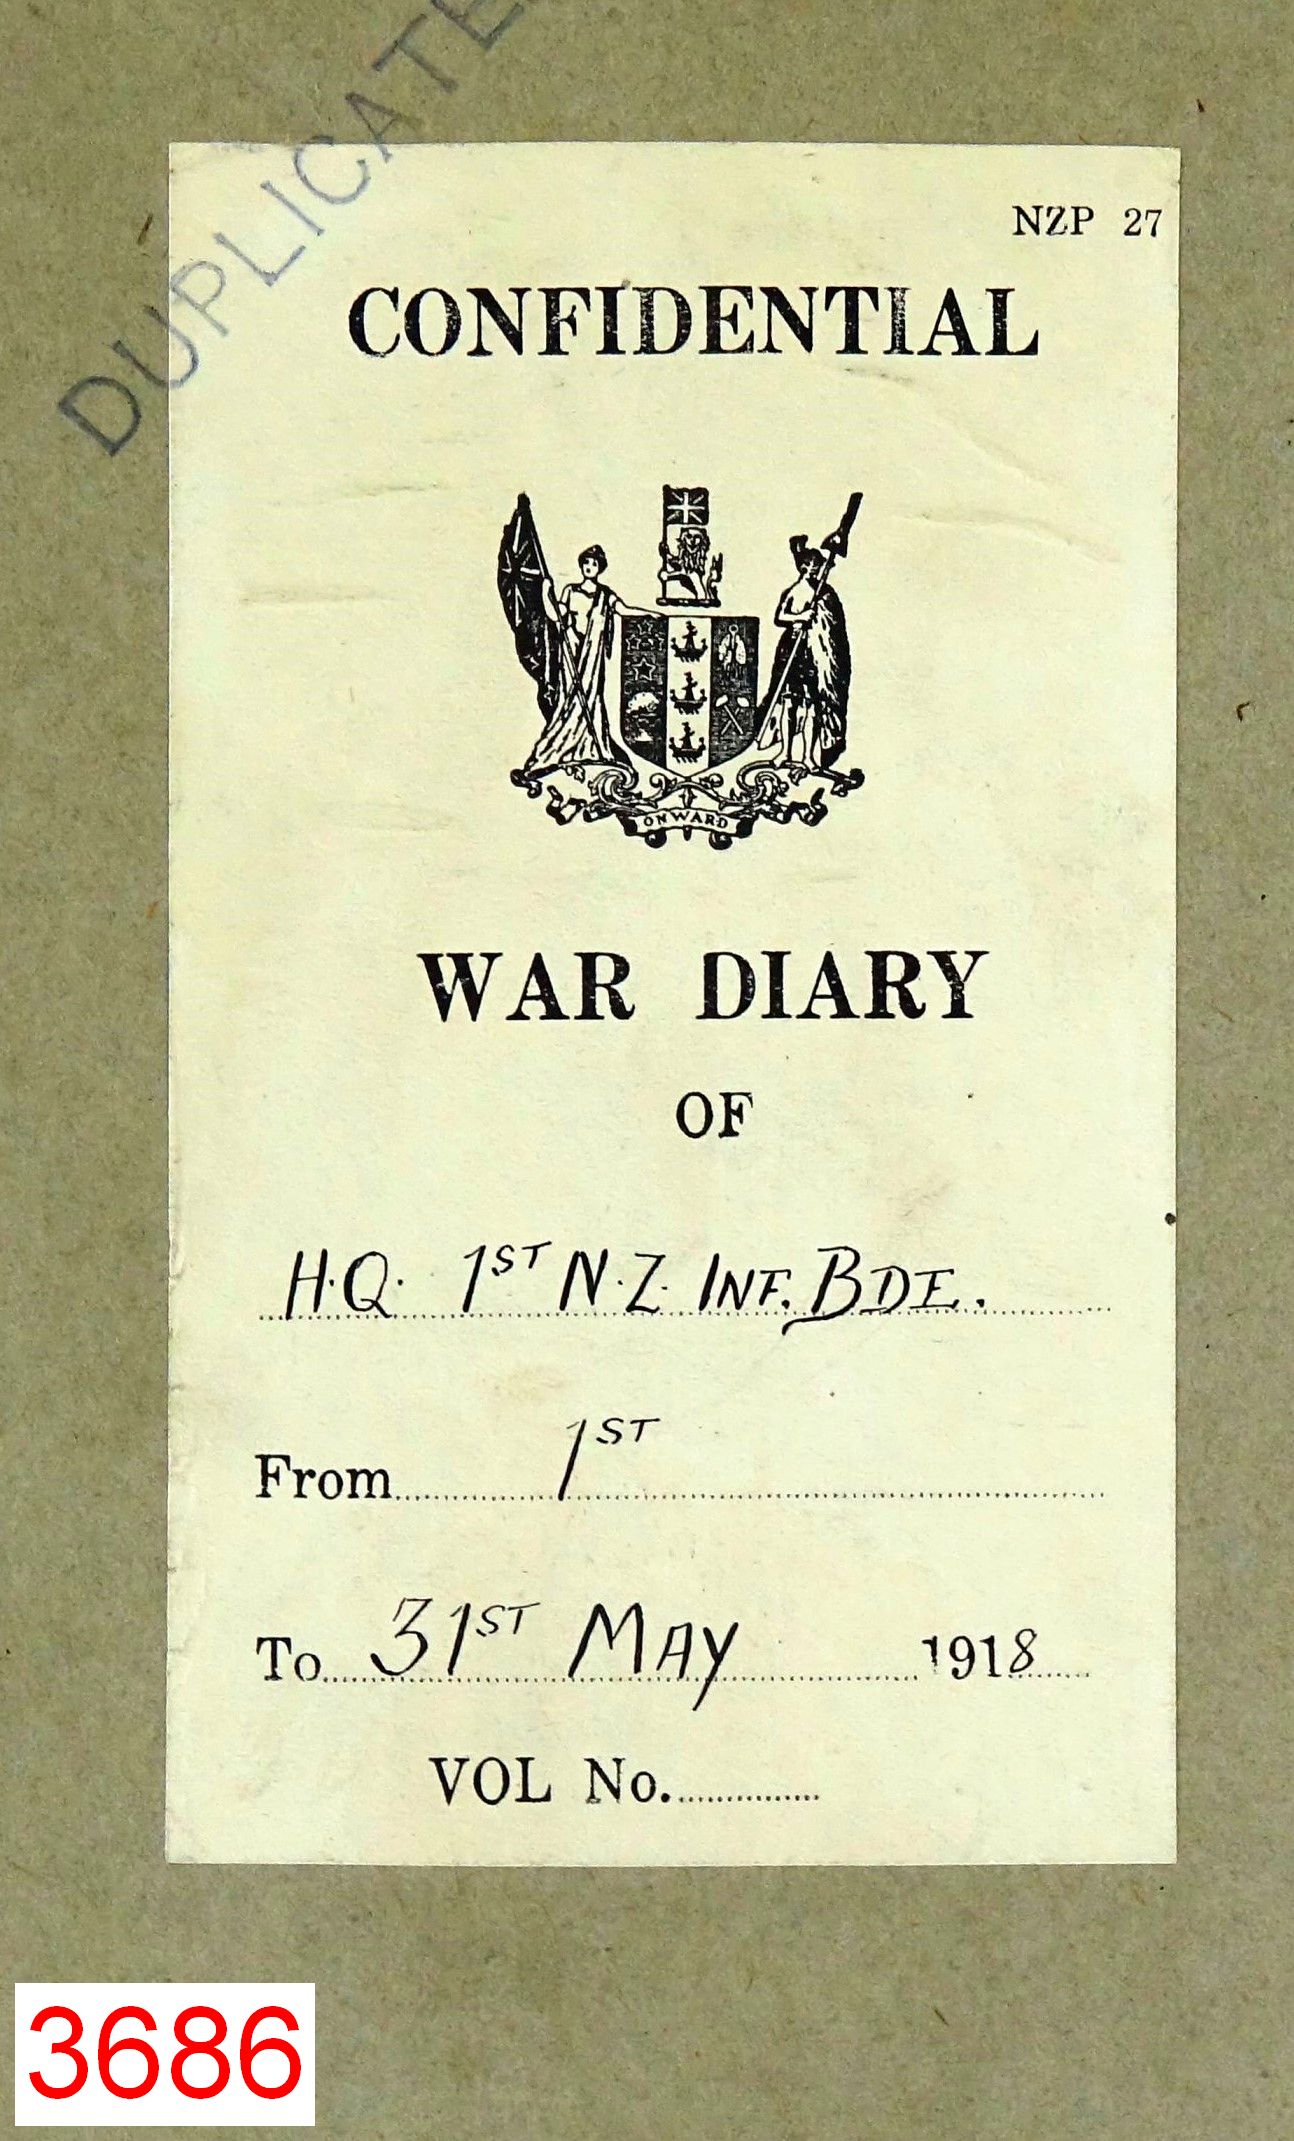 DUPLICATE
NZP 27
CONFIDENTIAL
ONWARD
WAR DIARY
OF
H.Q. 1ST N.Z. INF. BDE.
From 1ST
To 31ST MAY 1918
VOL No.
3686